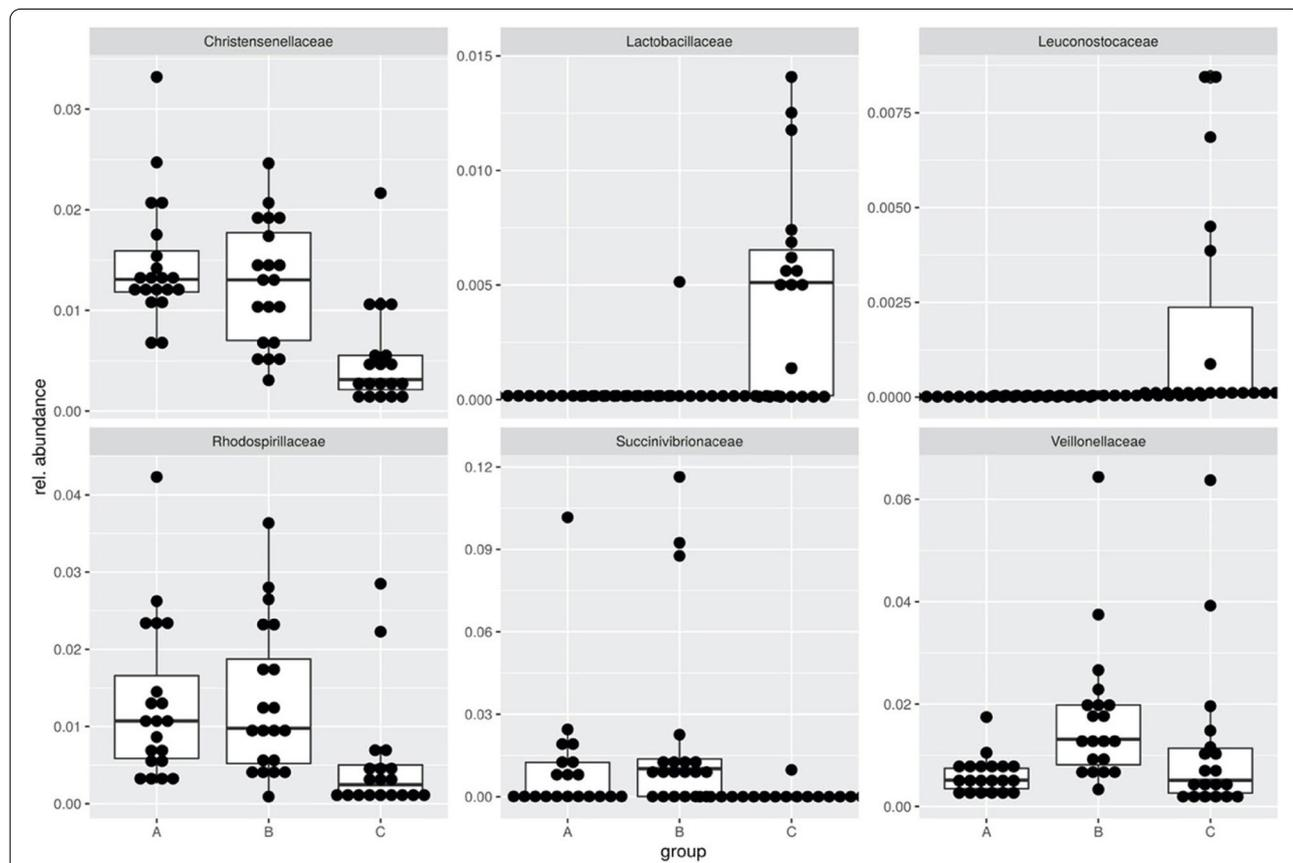 Christensenellaceae
Lactobacillaceae
Leuconostocaceae
0.03
0.02
0.01
0.00
0.015
0.010
0.005
0.000
0.0075
0.0050
0.0025
0.0000
rel. abundance
Rhodospirillaceae
Succinivibrionaceae
Veillonellaceae
0.04
0.03
0.02
0.01
0.00
0.12
0.09
0.06
0.03
0.00
0.06
0.04
0.02
0.00
A B C
A B C
A B C
group